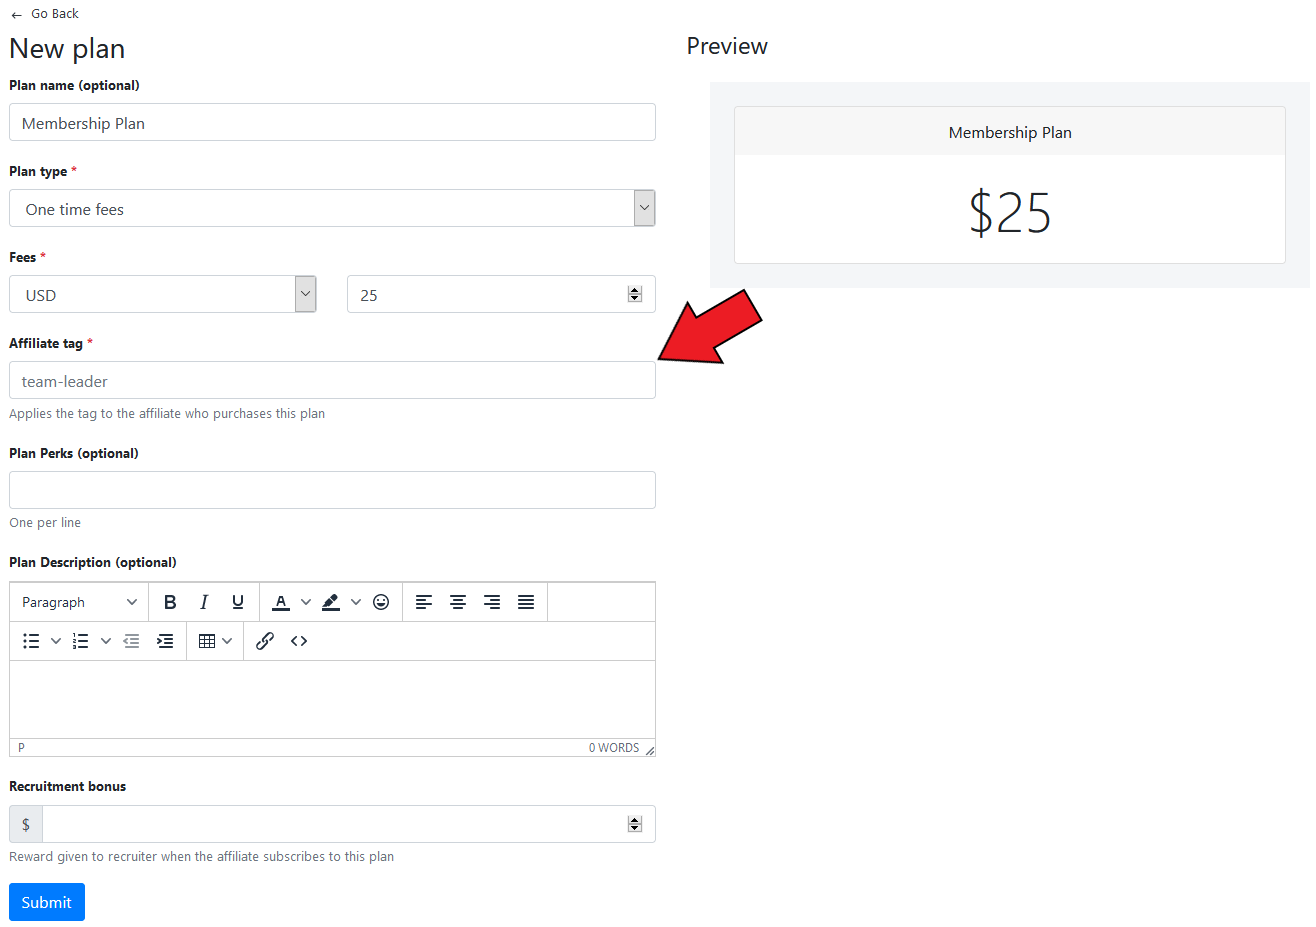 ← Go Back
New plan
Plan name (optional)
Membership Plan
Plan type *
One time fees
Fees *
USD
25
Affiliate tag *
team-leader
Applies the tag to the affiliate who purchases this plan
Plan Perks (optional)
One per line
Plan Description (optional)
Paragraph B I U A
P 0 WORDS
Recruitment bonus
$
Reward given to recruiter when the affiliate subscribes to this plan
Submit
Preview
Membership Plan
$25